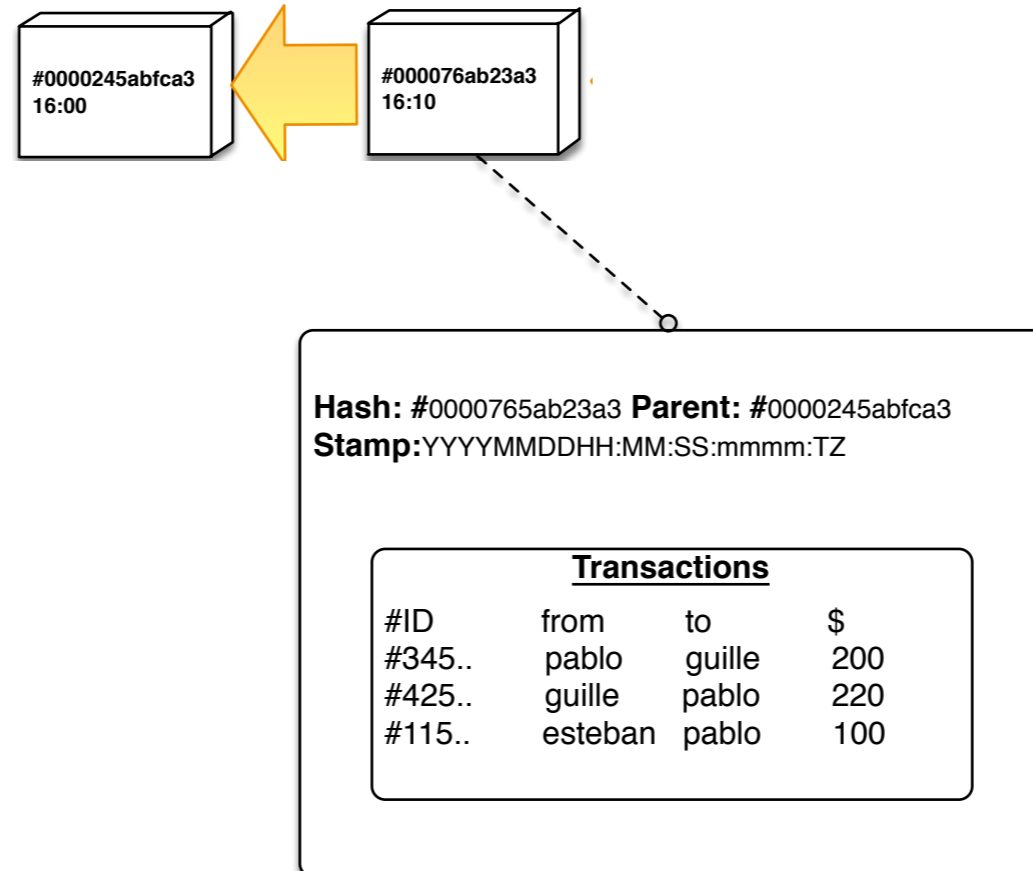 #0000245abfca3
16:00
#000076ab23a3
16:10
Hash: #0000765ab23a3 Parent: #0000245abfca3
Stamp:YYYYMMDDHH:MM:SS:mmmm:TZ
Transactions
#ID from to $
#345.. pablo guille 200
#425.. guille pablo 220
#115.. esteban pablo 100